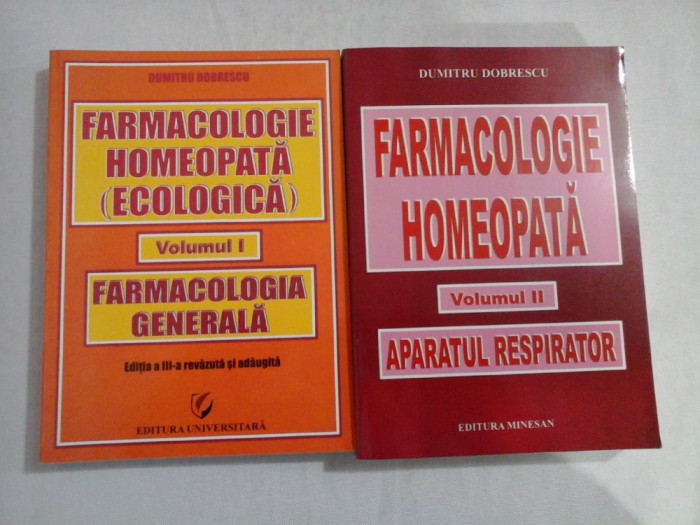 DUMITRU DOBRESCU
FARMACOLOGIE
HOMEOPATĂ
(ECOLOGICĂ)
Volumul I
FARMACOLOGIA
GENERALĂ
Ediția a III-a revăzută și adăugită
EDITURA UNIVERSITARĂ
DUMITRU DOBRESCU
FARMACOLOGIE
HOMEOPATĂ
Volumul II
APARATUL RESPIRATOR
EDITURA MINESAN